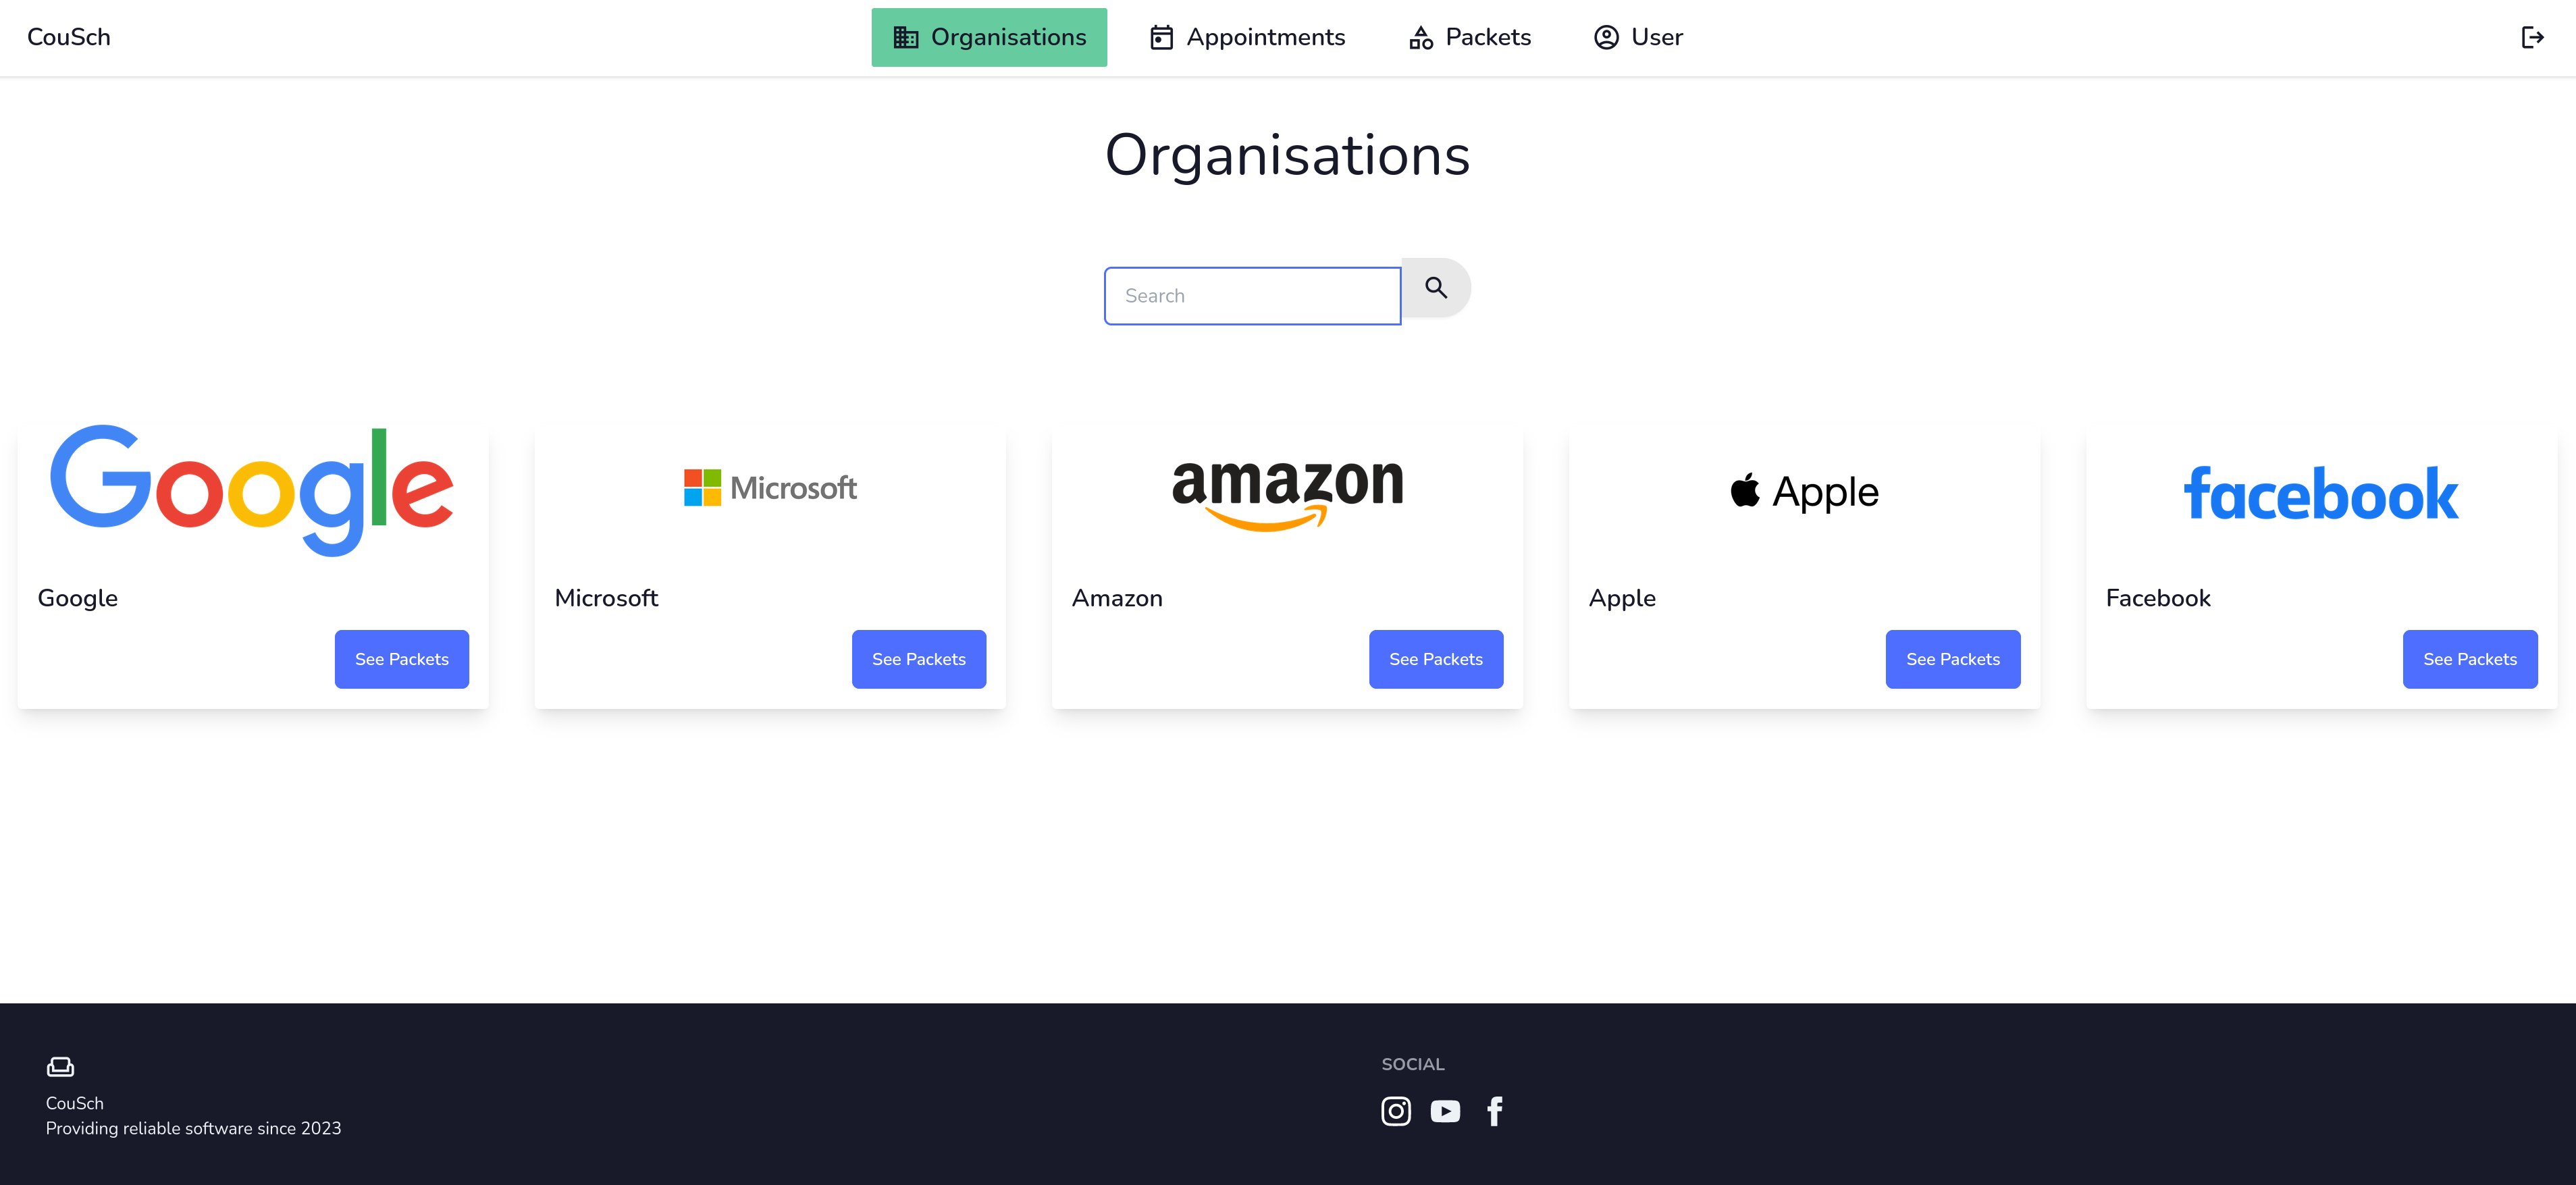 CouSch
Organisations
Appointments
Packets
User
Organisations
Search
Google
Microsoft
amazon
Apple
facebook
Google
Microsoft
Amazon
Apple
Facebook
See Packets
See Packets
See Packets
See Packets
See Packets
CouSch
Providing reliable software since 2023
SOCIAL